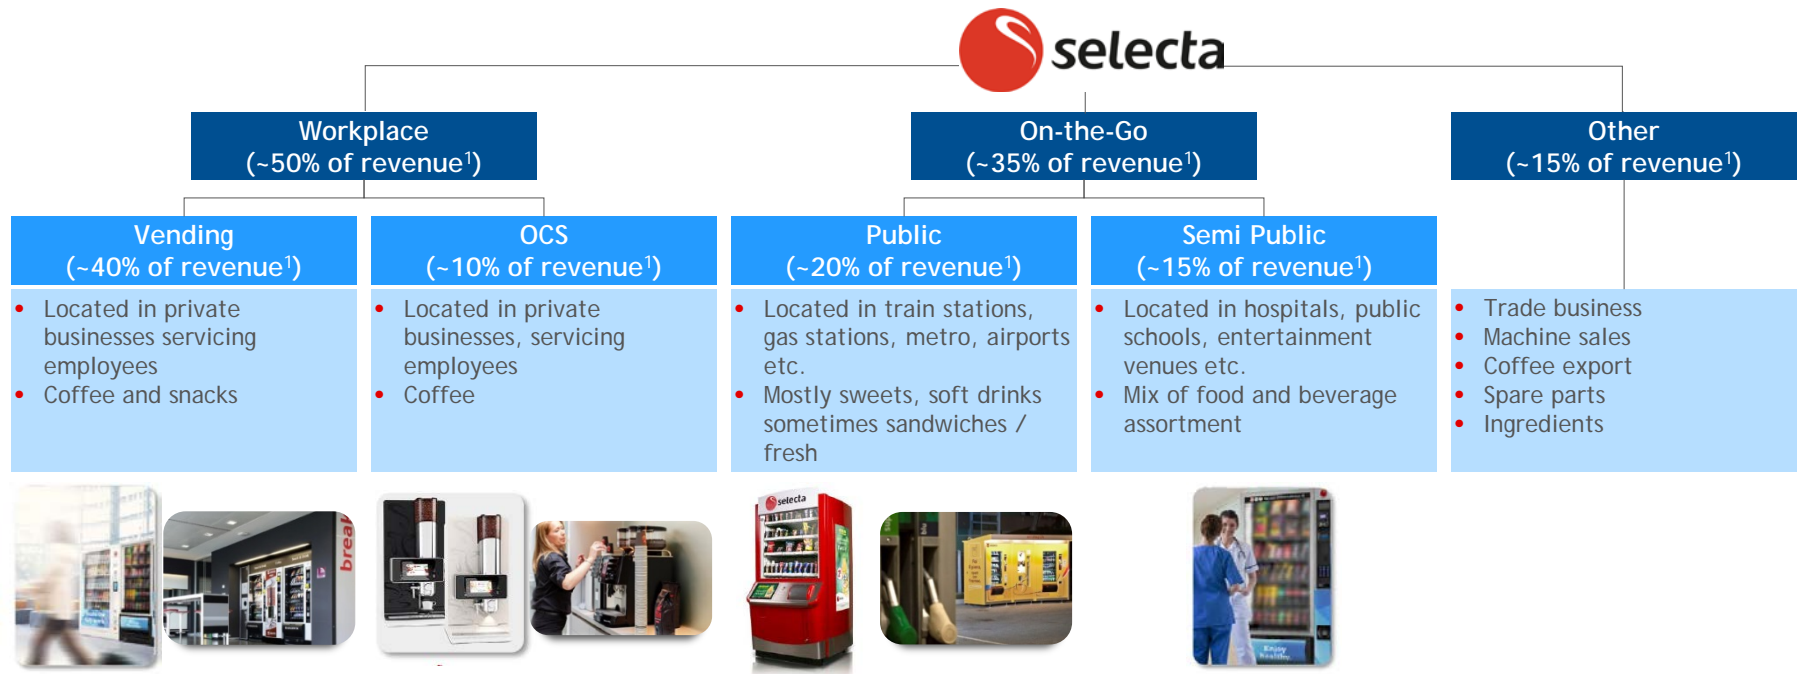 selecta
Workplace
(~50% of revenue¹)
On-the-Go
(~35% of revenue¹)
Other
(~15% of revenue¹)
Vending
(~40% of revenue¹)
OCS
(~10% of revenue¹)
Public
(~20% of revenue¹)
Semi Public
(~15% of revenue¹)
• Located in private
businesses servicing
employees
• Coffee and snacks
• Located in private
businesses, servicing
employees
• Coffee
• Located in train stations,
gas stations, metro, airports
etc.
• Mostly sweets, soft drinks
sometimes sandwiches /
fresh
• Located in hospitals, public
schools, entertainment
venues etc.
• Mix of food and beverage
assortment
• Trade business
• Machine sales
• Coffee export
• Spare parts
• Ingredients
break
selecta
Enjoy
healthy.